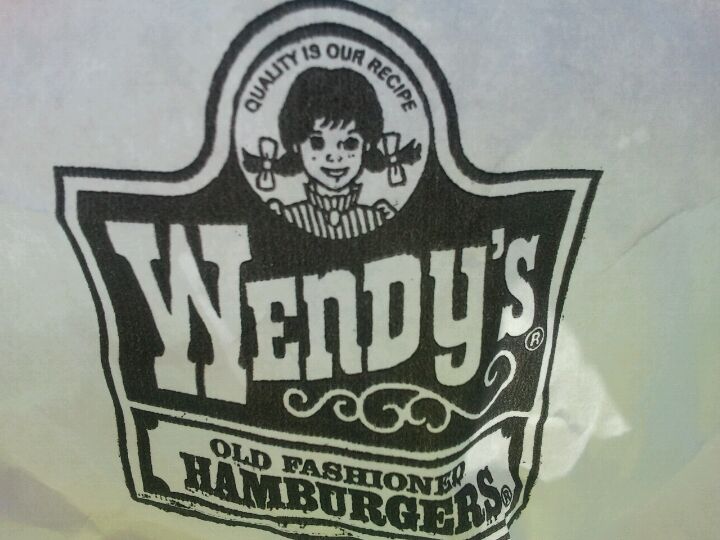 QUALITY IS OUR RECIPE
WENDY'S®
OLD FASHIONED
HAMBURGERS®